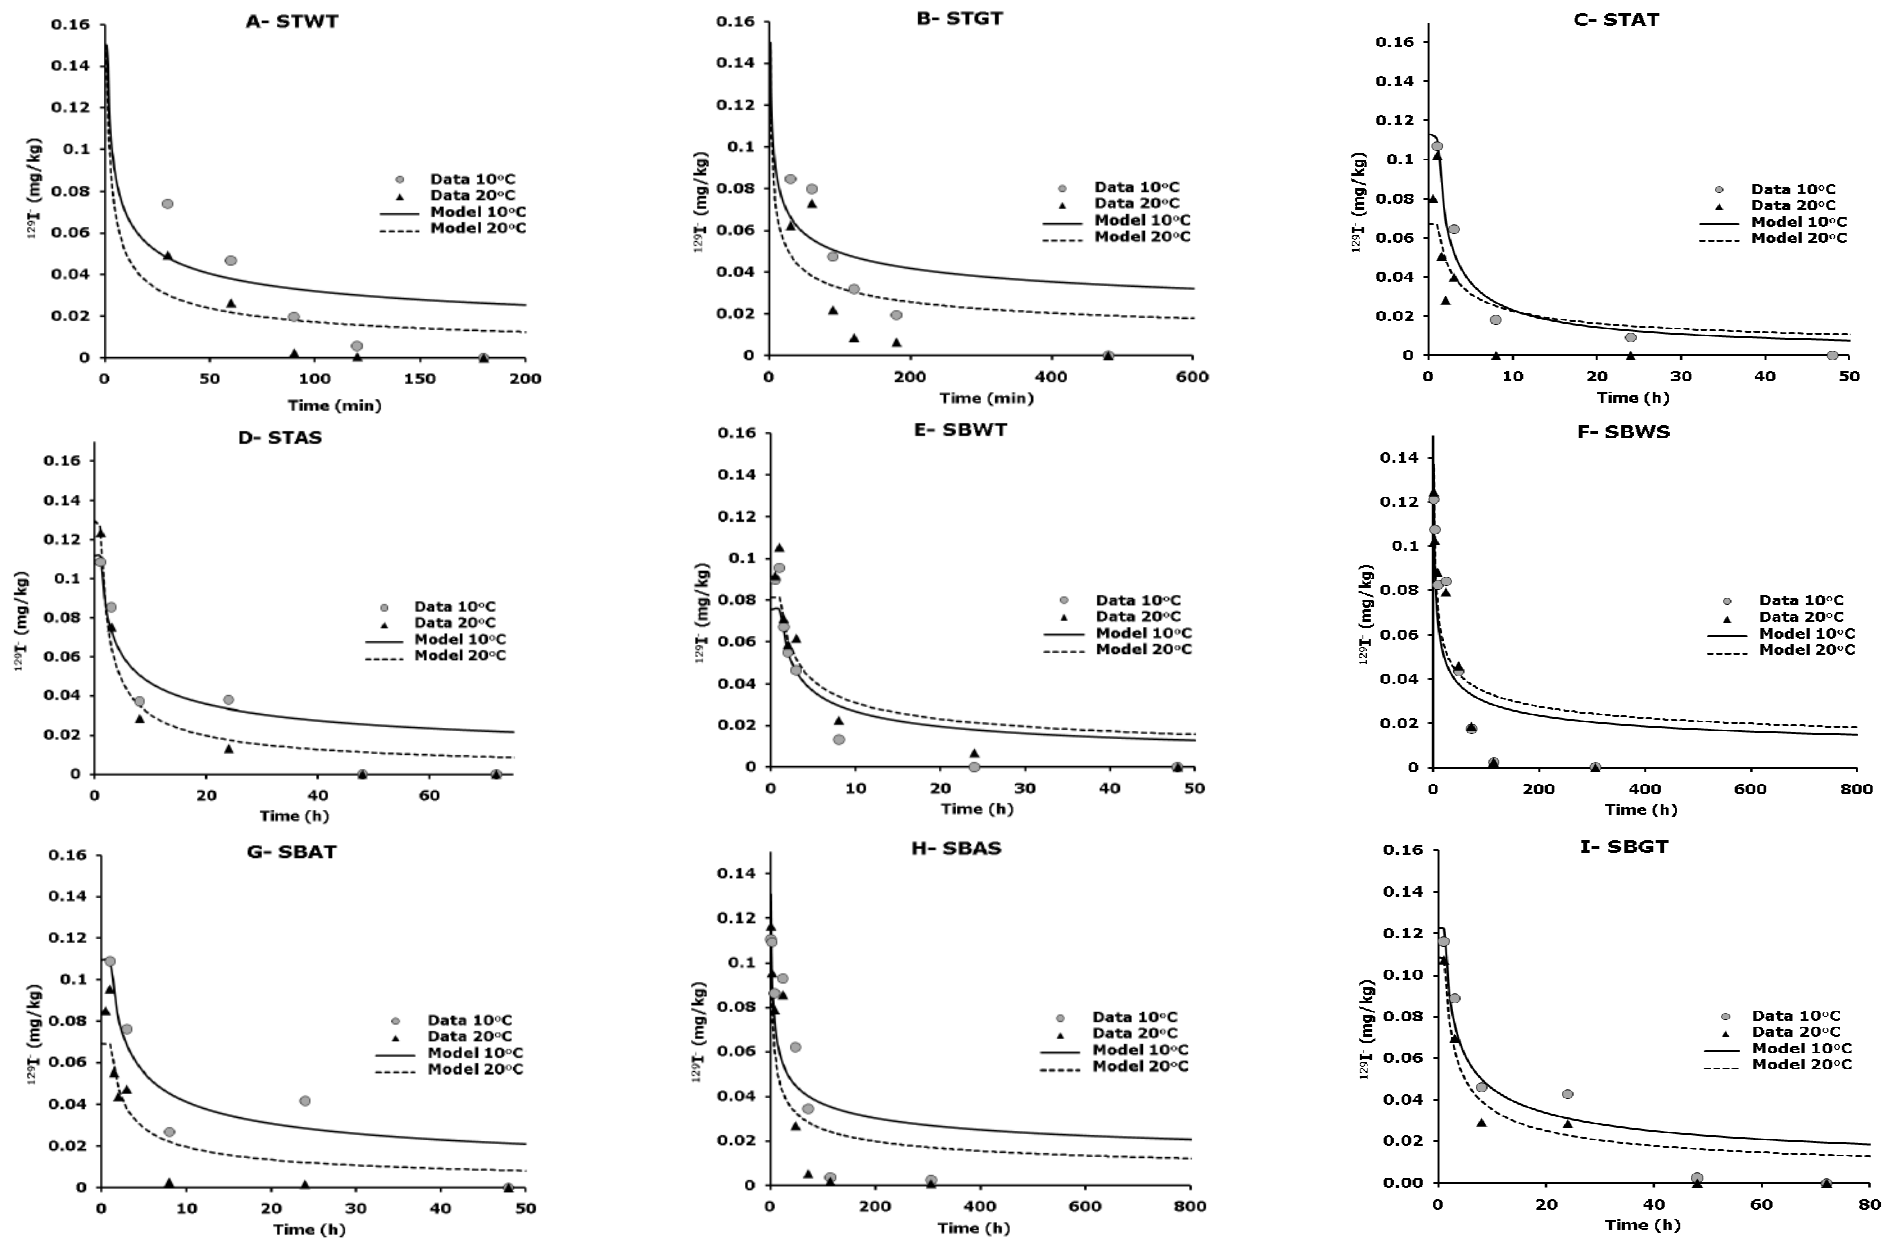 A- STWT
0.16
0.14
0.12
0.1
0.08
0.06
0.04
0.02
0
¹²⁹I⁻ (mg/kg)
Data 10°C
Data 20°C
Model 10°C
Model 20°C
0 50 100 150 200
Time (min)
B- STGT
0.16
0.14
0.12
0.1
0.08
0.06
0.04
0.02
0
¹²⁹I⁻ (mg/kg)
Data 10°C
Data 20°C
Model 10°C
Model 20°C
0 200 400 600
Time (min)
C- STAT
0.16
0.14
0.12
0.1
0.08
0.06
0.04
0.02
0
¹²⁹I⁻ (mg/kg)
Data 10°C
Data 20°C
Model 10°C
Model 20°C
0 10 20 30 40 50
Time (h)
D- STAS
0.16
0.14
0.12
0.1
0.08
0.06
0.04
0.02
0
¹²⁹I⁻ (mg/kg)
Data 10°C
Data 20°C
Model 10°C
Model 20°C
0 20 40 60
Time (h)
E- SBWT
0.16
0.14
0.12
0.1
0.08
0.06
0.04
0.02
0
¹²⁹I⁻ (mg/kg)
Data 10°C
Data 20°C
Model 10°C
Model 20°C
0 10 20 30 40 50
Time (h)
F- SBWS
0.14
0.12
0.1
0.08
0.06
0.04
0.02
0
¹²⁹I⁻ (mg/kg)
Data 10°C
Data 20°C
Model 10°C
Model 20°C
0 200 400 600 800
Time (h)
G- SBAT
0.16
0.14
0.12
0.1
0.08
0.06
0.04
0.02
0
¹²⁹I⁻ (mg/kg)
Data 10°C
Data 20°C
Model 10°C
Model 20°C
0 10 20 30 40 50
Time (h)
H- SBAS
0.14
0.12
0.1
0.08
0.06
0.04
0.02
0
¹²⁹I⁻ (mg/kg)
Data 10°C
Data 20°C
Model 10°C
Model 20°C
0 200 400 600 800
Time (h)
I- SBGT
0.16
0.14
0.12
0.10
0.08
0.06
0.04
0.02
0.00
¹²⁹I⁻ (mg/kg)
Data 10°C
Data 20°C
Model 10°C
Model 20°C
0 20 40 60 80
Time (h)